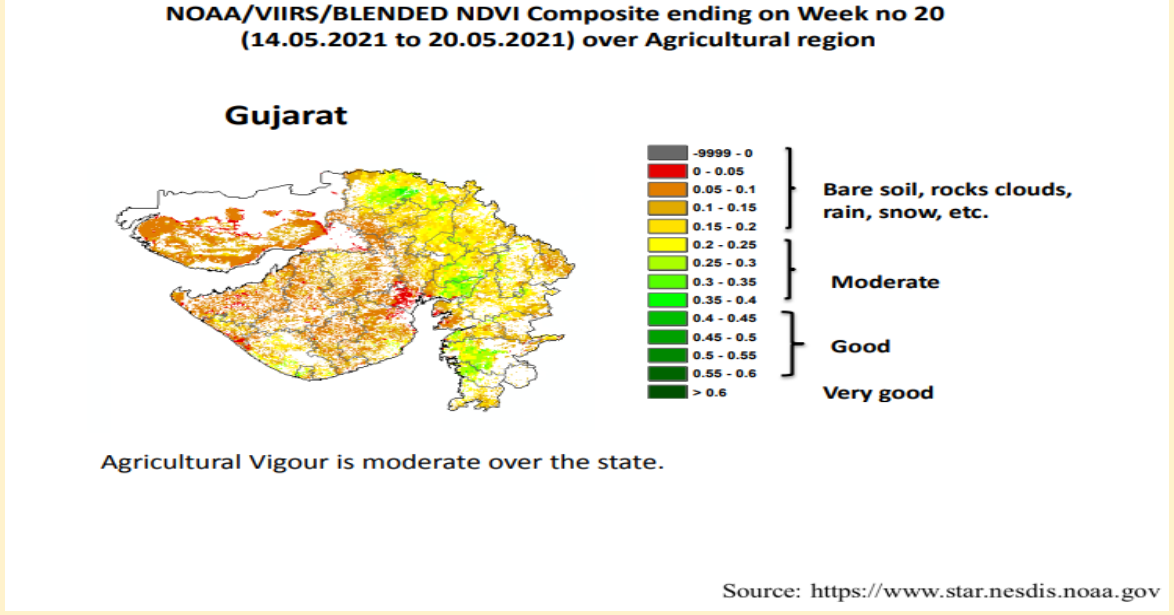 NOAA/VIIRS/BLENDED NDVI Composite ending on Week no 20
(14.05.2021 to 20.05.2021) over Agricultural region
Gujarat
-9999 - 0
0 - 0.05
0.05 - 0.1
0.1 - 0.15
0.15 - 0.2
0.2 - 0.25
0.25 - 0.3
0.3 - 0.35
0.35 - 0.4
0.4 - 0.45
0.45 - 0.5
0.5 - 0.55
0.55 - 0.6
> 0.6
Bare soil, rocks clouds,
rain, snow, etc.
Moderate
Good
Very good
Agricultural Vigour is moderate over the state.
Source: https://www.star.nesdis.noaa.gov